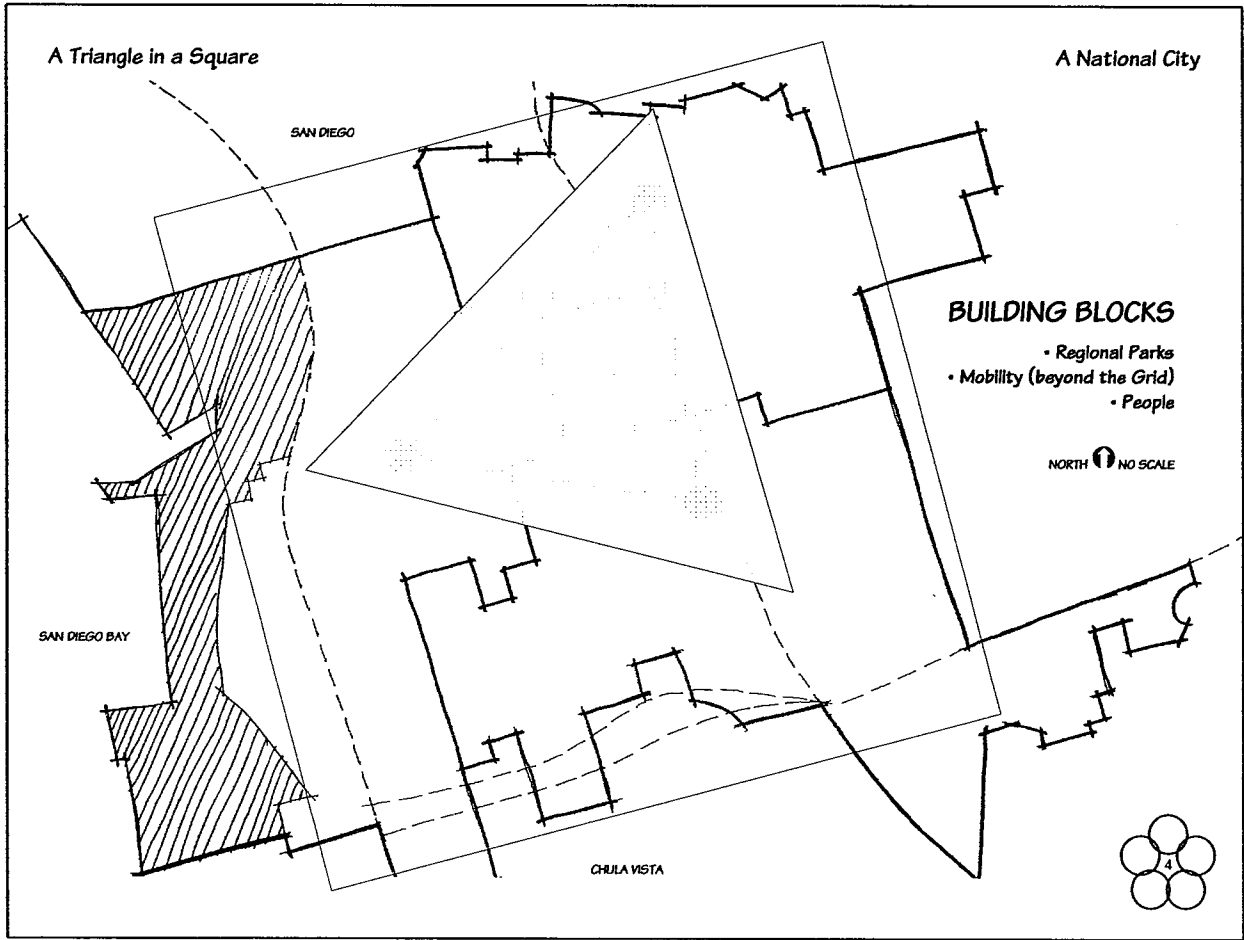 A Triangle in a Square
A National City
SAN DIEGO
BUILDING BLOCKS
• Regional Parks
• Mobility (beyond the Grid)
• People
NORTH NO SCALE
SAN DIEGO BAY
CHULA VISTA
4